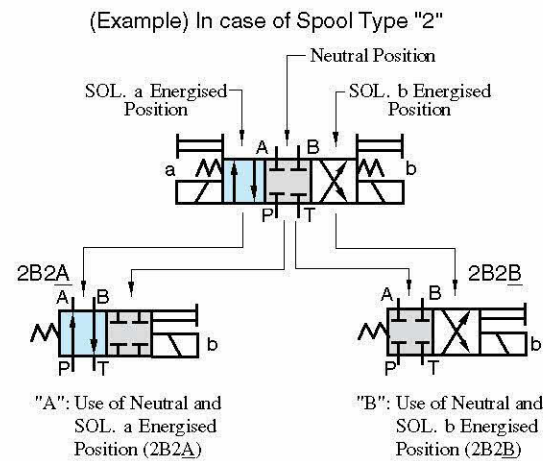 (Example) In case of Spool Type "2"
Neutral Position
SOL. a Energised
Position
SOL. b Energised
Position
A B
a b
P T
2B2A
A B
b
P T
2B2B
A B
b
P T
"A": Use of Neutral and
SOL. a Energised
Position (2B2A)
"B": Use of Neutral and
SOL. b Energised
Position (2B2B)